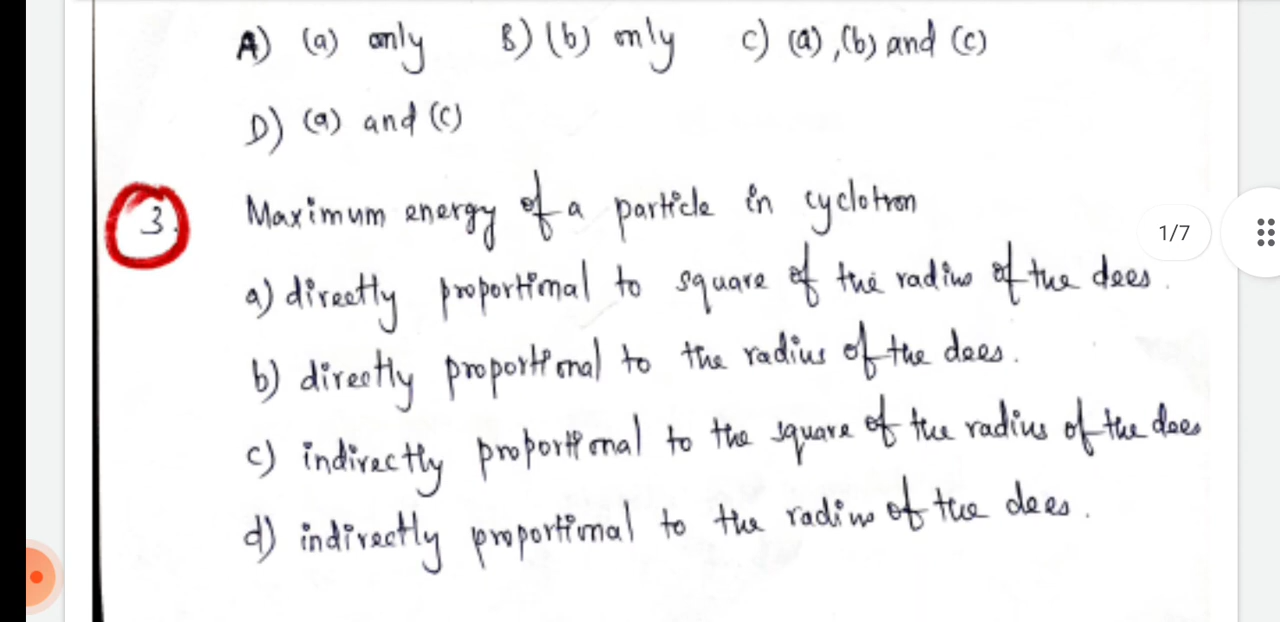 A) (a) only B) (b) only c) (a), (b) and (c)
D) (a) and (c)
3. Maximum energy of a particle in cyclotron
1/7
a) directly proportional to square of the radius of the dees.
b) directly proportional to the radius of the dees.
c) indirectly proportional to the square of the radius of the dees
d) indirectly proportional to the radius of the dees.